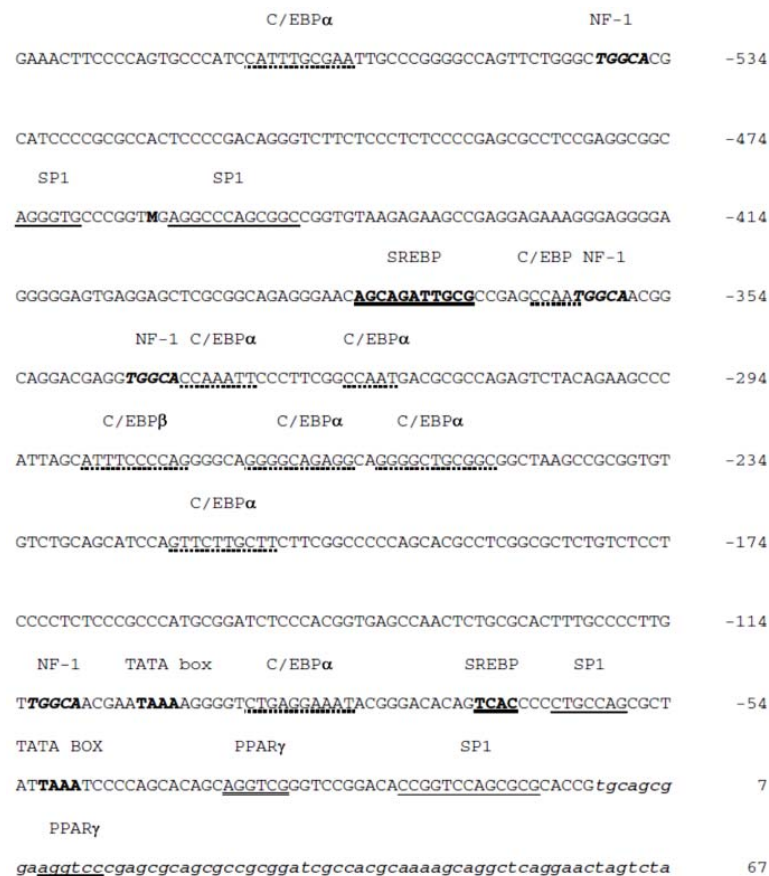 C/EBPα NF-1
GAAACTTCCCCAGTGCCCATCCATTTGCGAATTGCCCGGGGCCAGTTCTGGGCTGGCACG -534
CATCCCCGCGCCACTCCCCGACAGGGTCTTCTCCCTCTCCCCGAGCGCCTCCGAGGCGGC -474
SP1 SP1
AGGGTGCCCGGTMGAGGCCCAGCGGCCGGTGTAAGAGAAGCCGAGGAGAAAGGGAGGGGA -414
SREBP C/EBP NF-1
GGGGGAGTGAGGAGCTCGCGGCAGAGGGAACAGCAGATTGCGCCGAGCCAATGGCAACGG -354
NF-1 C/EBPα C/EBPα
CAGGACGAGGTGGCACCAAATTCCCTTCGGCCAATGACGCGCCAGAGTCTACAGAAGCCC -294
C/EBPβ C/EBPα C/EBPα
ATTAGCATTTCCCCAGGGGCAGGGGCAGAGGCAGGGGCTGCGGCGGCTAAGCCGCGGTGT -234
C/EBPα
GTCTGCAGCATCCAGTTCTTGCTTCTTCGGCCCCCAGCACGCCTCGGCGCTCTGTCTCCT -174
CCCCTCTCCCGCCCATGCGGATCTCCCACGGTGAGCCAACTCTGCGCACTTTGCCCCTTG -114
NF-1 TATA box C/EBPα SREBP SP1
TTGGCAACGAATAAAAGGGGTCTGAGGAAATACGGGACACAGTCACCCCCTGCCAGCGCT -54
TATA BOX PPARγ SP1
ATTAAATCCCCAGCACAGCAGGTCGGGTCCGGACACCGGTCCAGCGCGCACCGtgcagcg 7
PPARγ
gaaggtcccgagcgcagcgccgcggatcgccacgcaaaagcaggctcaggaactagtcta 67